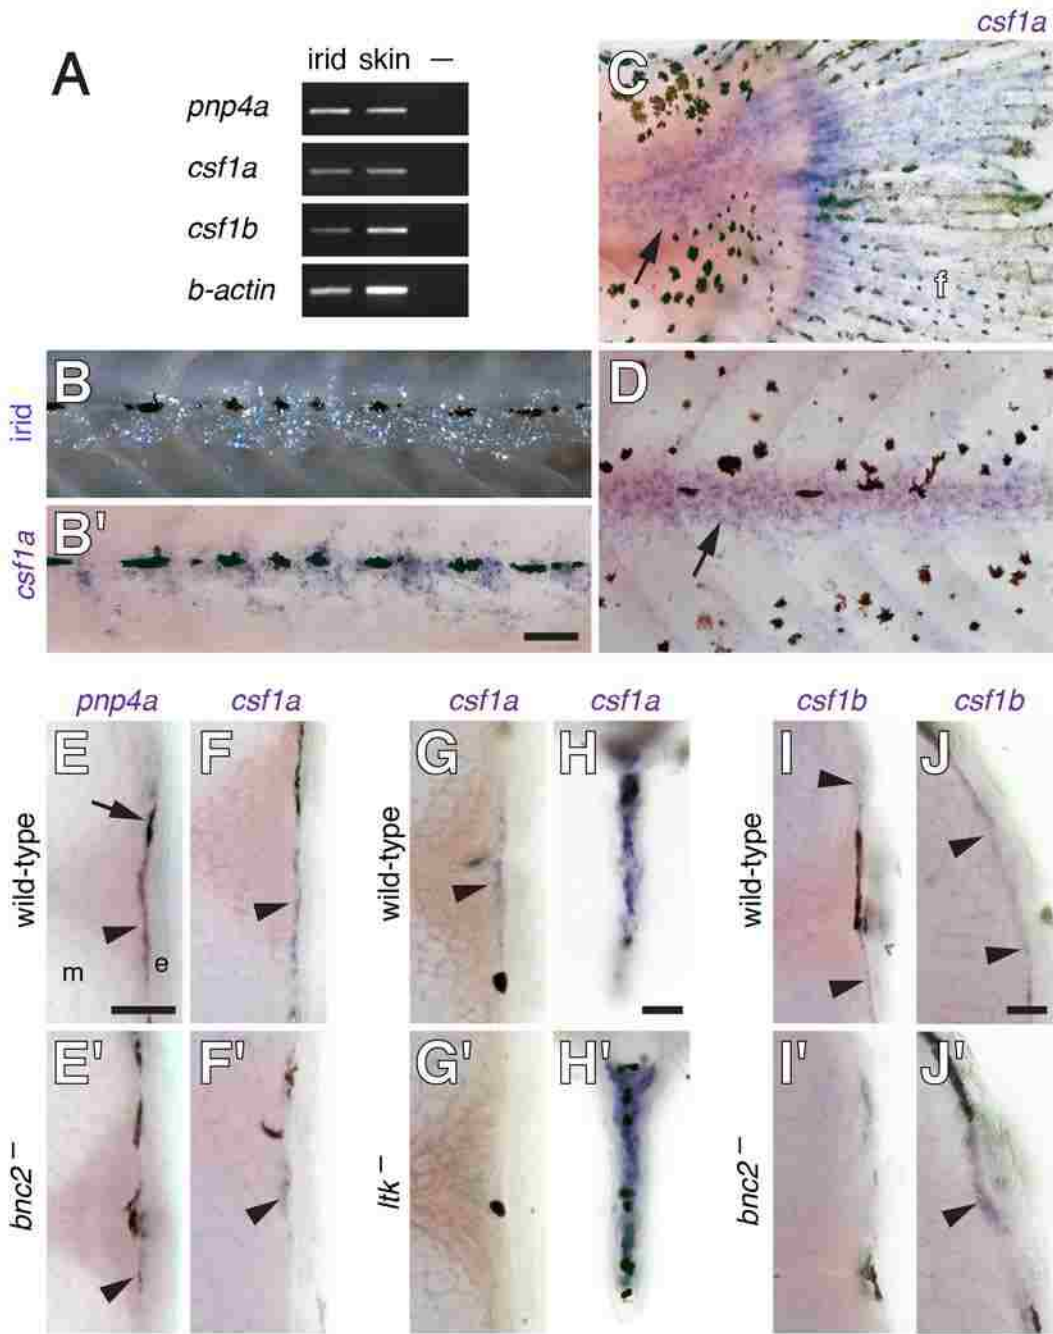 csf1a
A
irid skin –
pnp4a
csf1a
csf1b
b-actin
C
f
B
irid
D
B'
csf1a
pnp4a csf1a csf1a csf1a csf1b csf1b
E F G H I J
wild-type wild-type wild-type
m e
E' F' G' H' I' J'
bnc2– ltk– bnc2–